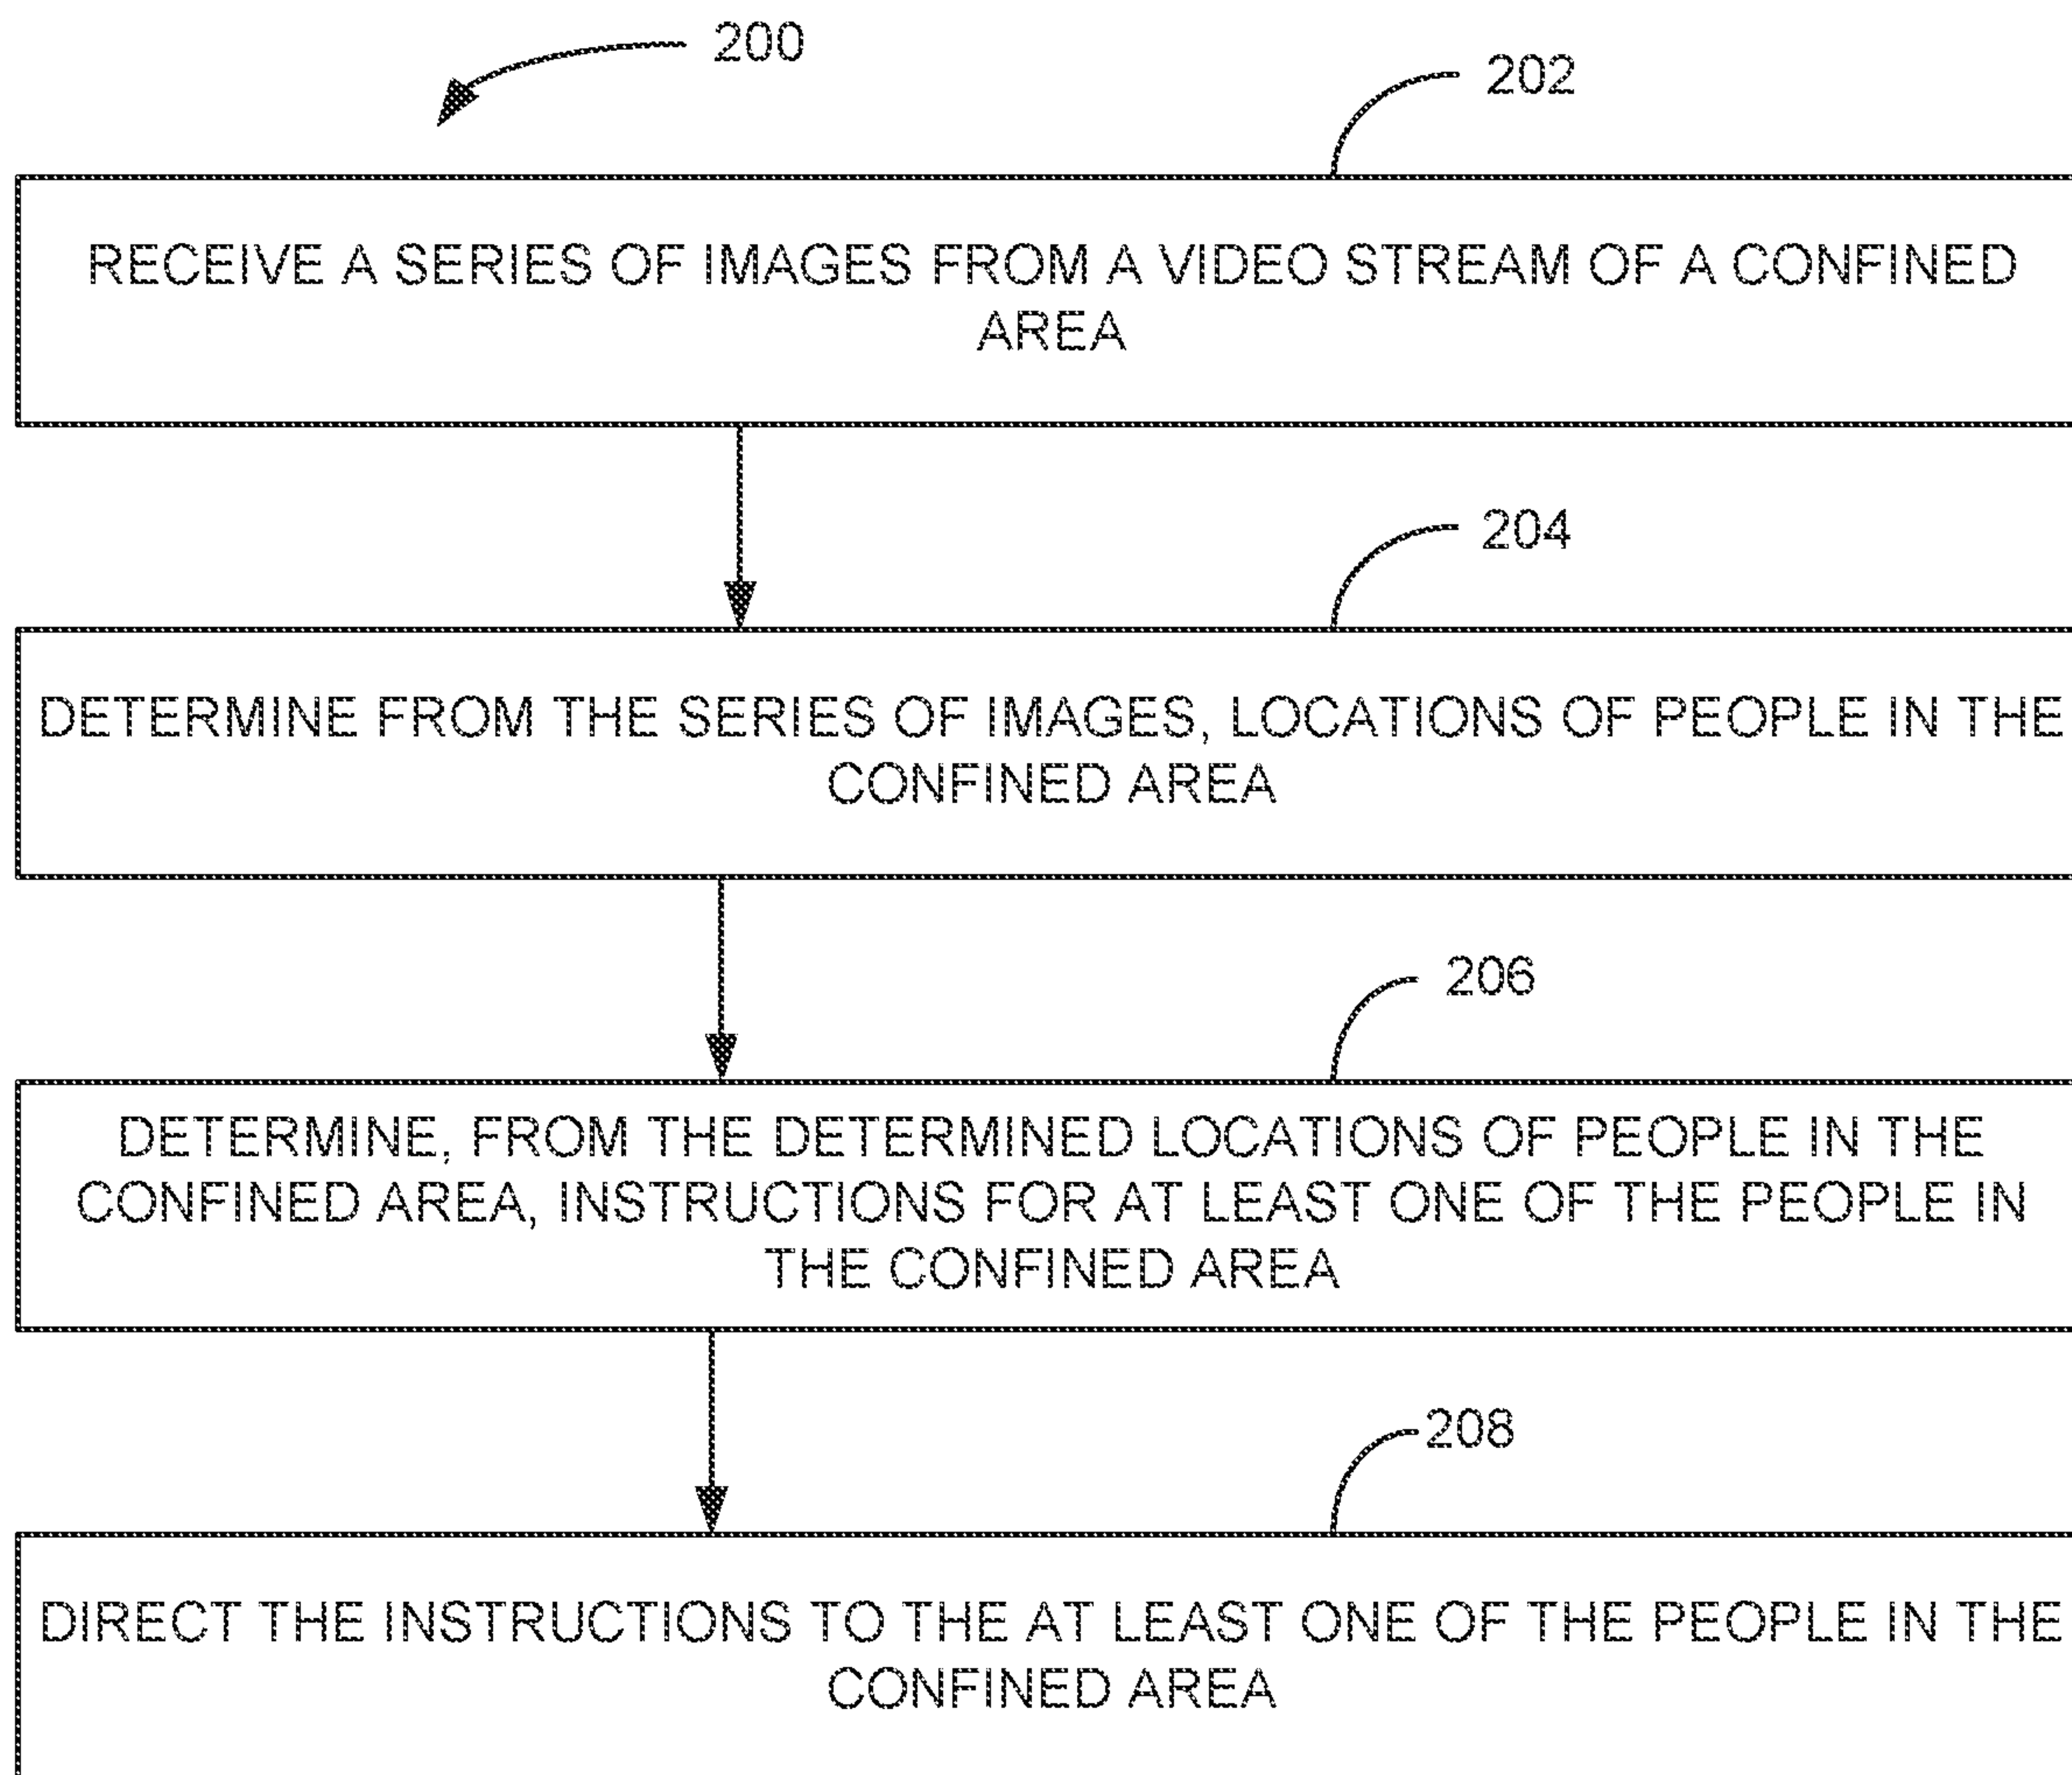 200
202
RECEIVE A SERIES OF IMAGES FROM A VIDEO STREAM OF A CONFINED
AREA
204
DETERMINE FROM THE SERIES OF IMAGES, LOCATIONS OF PEOPLE IN THE
CONFINED AREA
206
DETERMINE, FROM THE DETERMINED LOCATIONS OF PEOPLE IN THE
CONFINED AREA, INSTRUCTIONS FOR AT LEAST ONE OF THE PEOPLE IN
THE CONFINED AREA
208
DIRECT THE INSTRUCTIONS TO THE AT LEAST ONE OF THE PEOPLE IN THE
CONFINED AREA